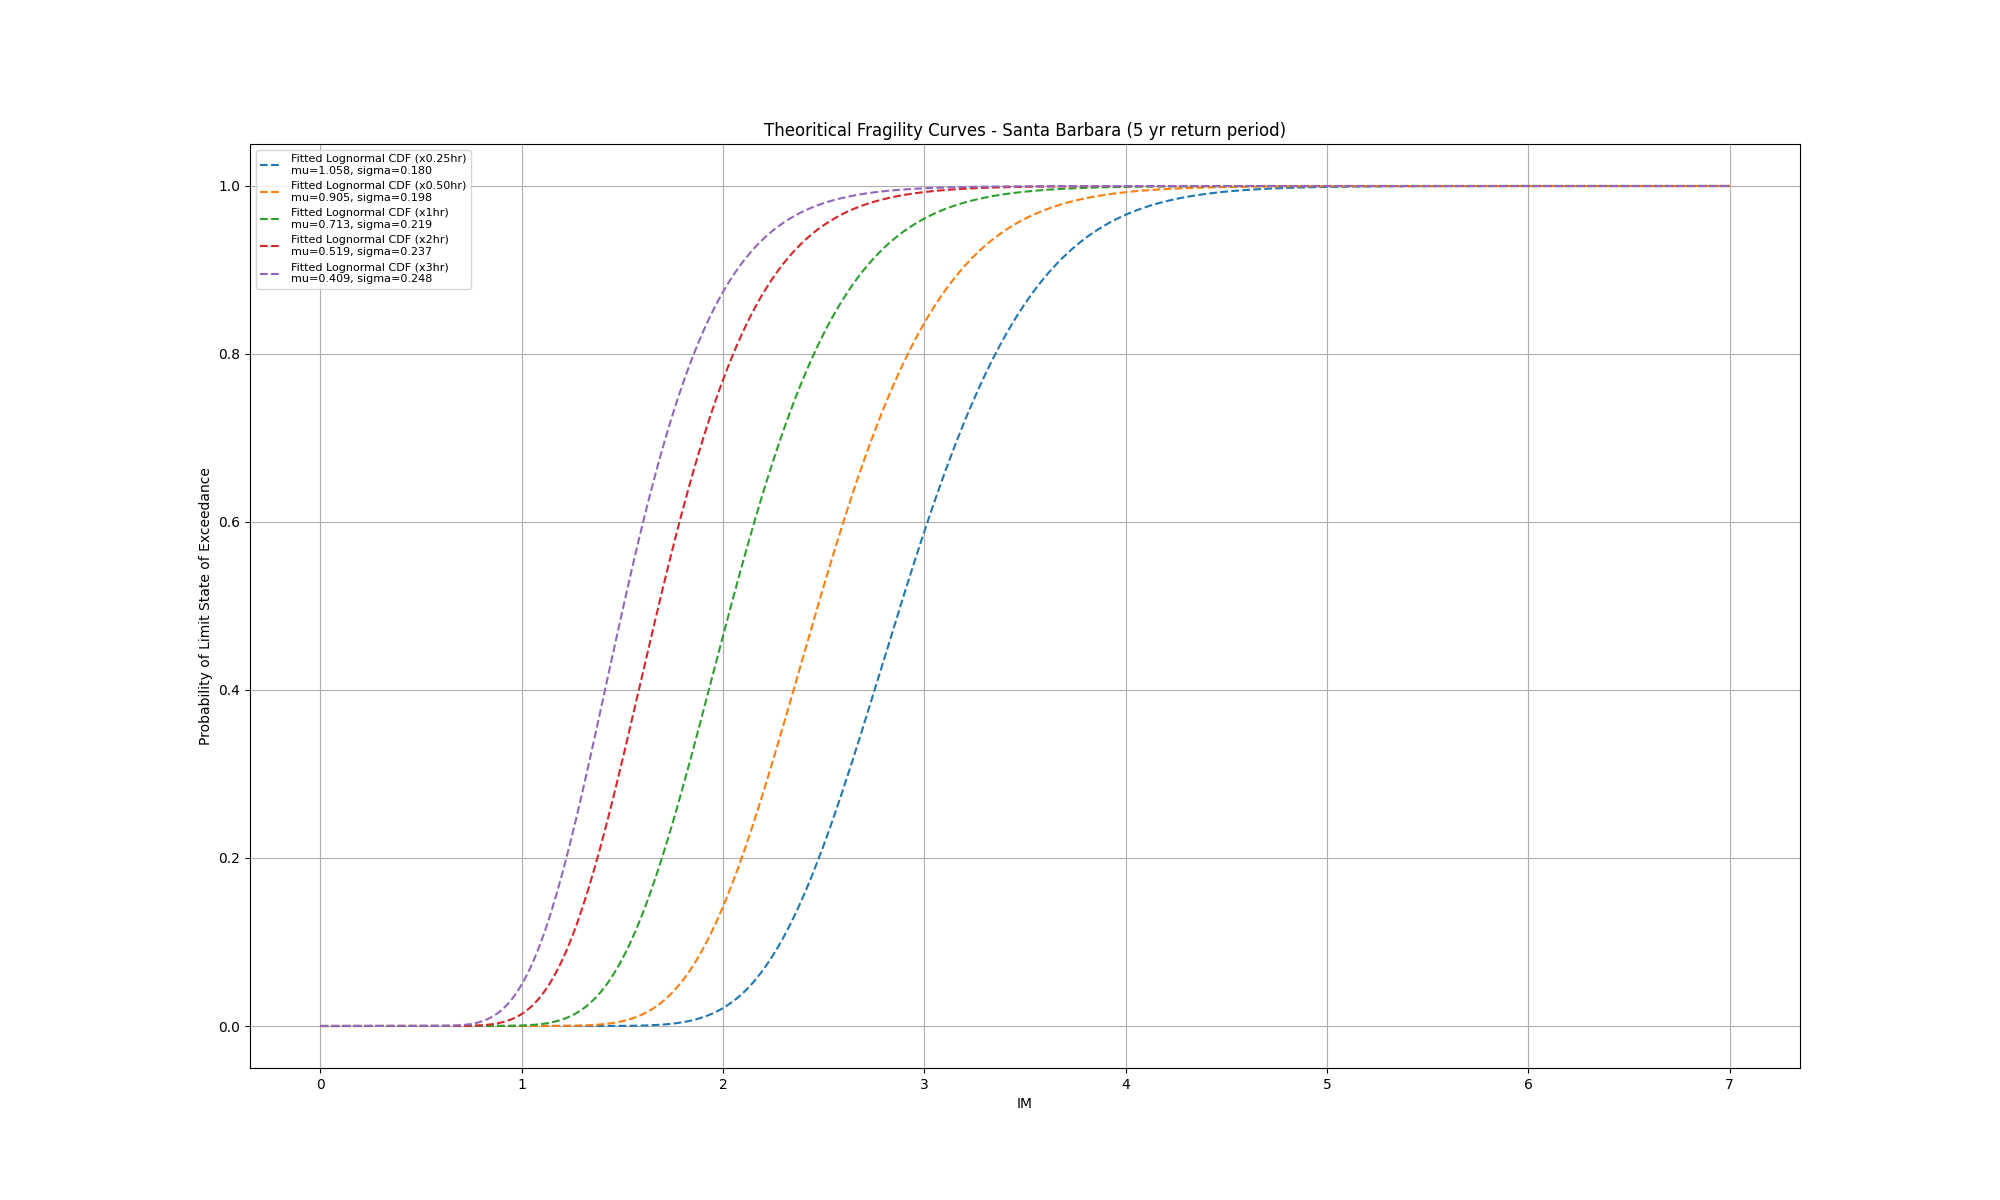 Theoritical Fragility Curves - Santa Barbara (5 yr return period)
Fitted Lognormal CDF (x0.25hr)
mu=1.058, sigma=0.180
Fitted Lognormal CDF (x0.50hr)
mu=0.905, sigma=0.198
Fitted Lognormal CDF (x1hr)
mu=0.713, sigma=0.219
Fitted Lognormal CDF (x2hr)
mu=0.519, sigma=0.237
Fitted Lognormal CDF (x3hr)
mu=0.409, sigma=0.248
Probability of Limit State of Exceedance
1.0
0.8
0.6
0.4
0.2
0.0
0 1 2 3 4 5 6 7
IM